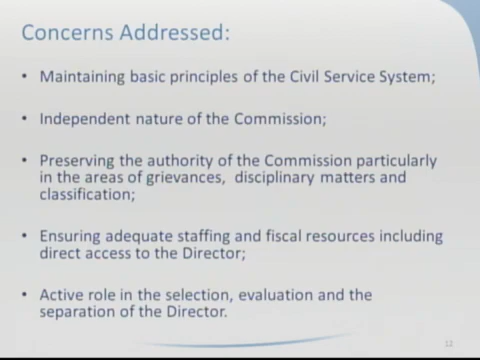 Concerns Addressed:
• Maintaining basic principles of the Civil Service System;
• Independent nature of the Commission;
• Preserving the authority of the Commission particularly
in the areas of grievances, disciplinary matters and
classification;
• Ensuring adequate staffing and fiscal resources including
direct access to the Director;
• Active role in the selection, evaluation and the
separation of the Director.
12